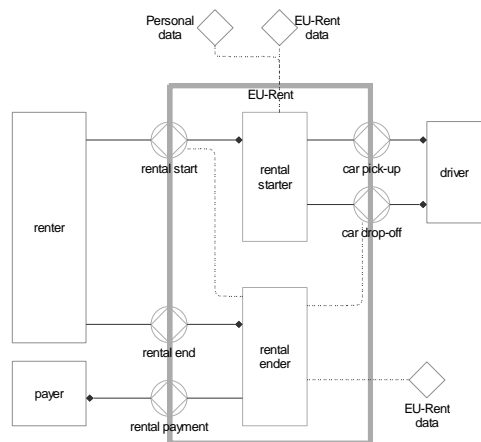 Personal
data
EU-Rent
data
EU-Rent
rental start
rental
starter
car pick-up
driver
renter
car drop-off
rental end
rental
ender
payer
rental payment
EU-Rent
data